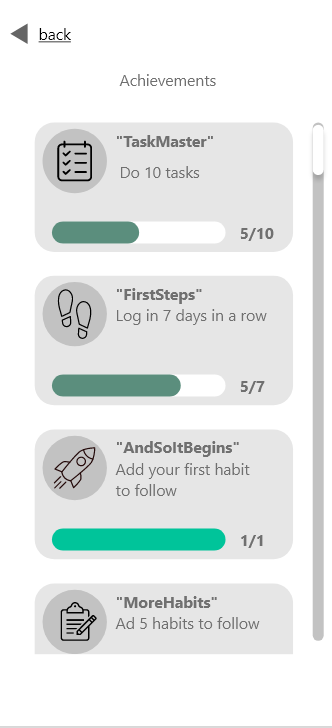 back
Achievements
"TaskMaster"
Do 10 tasks
5/10
"FirstSteps"
Log in 7 days in a row
5/7
"AndSoItBegins"
Add your first habit
to follow
1/1
"MoreHabits"
Ad 5 habits to follow